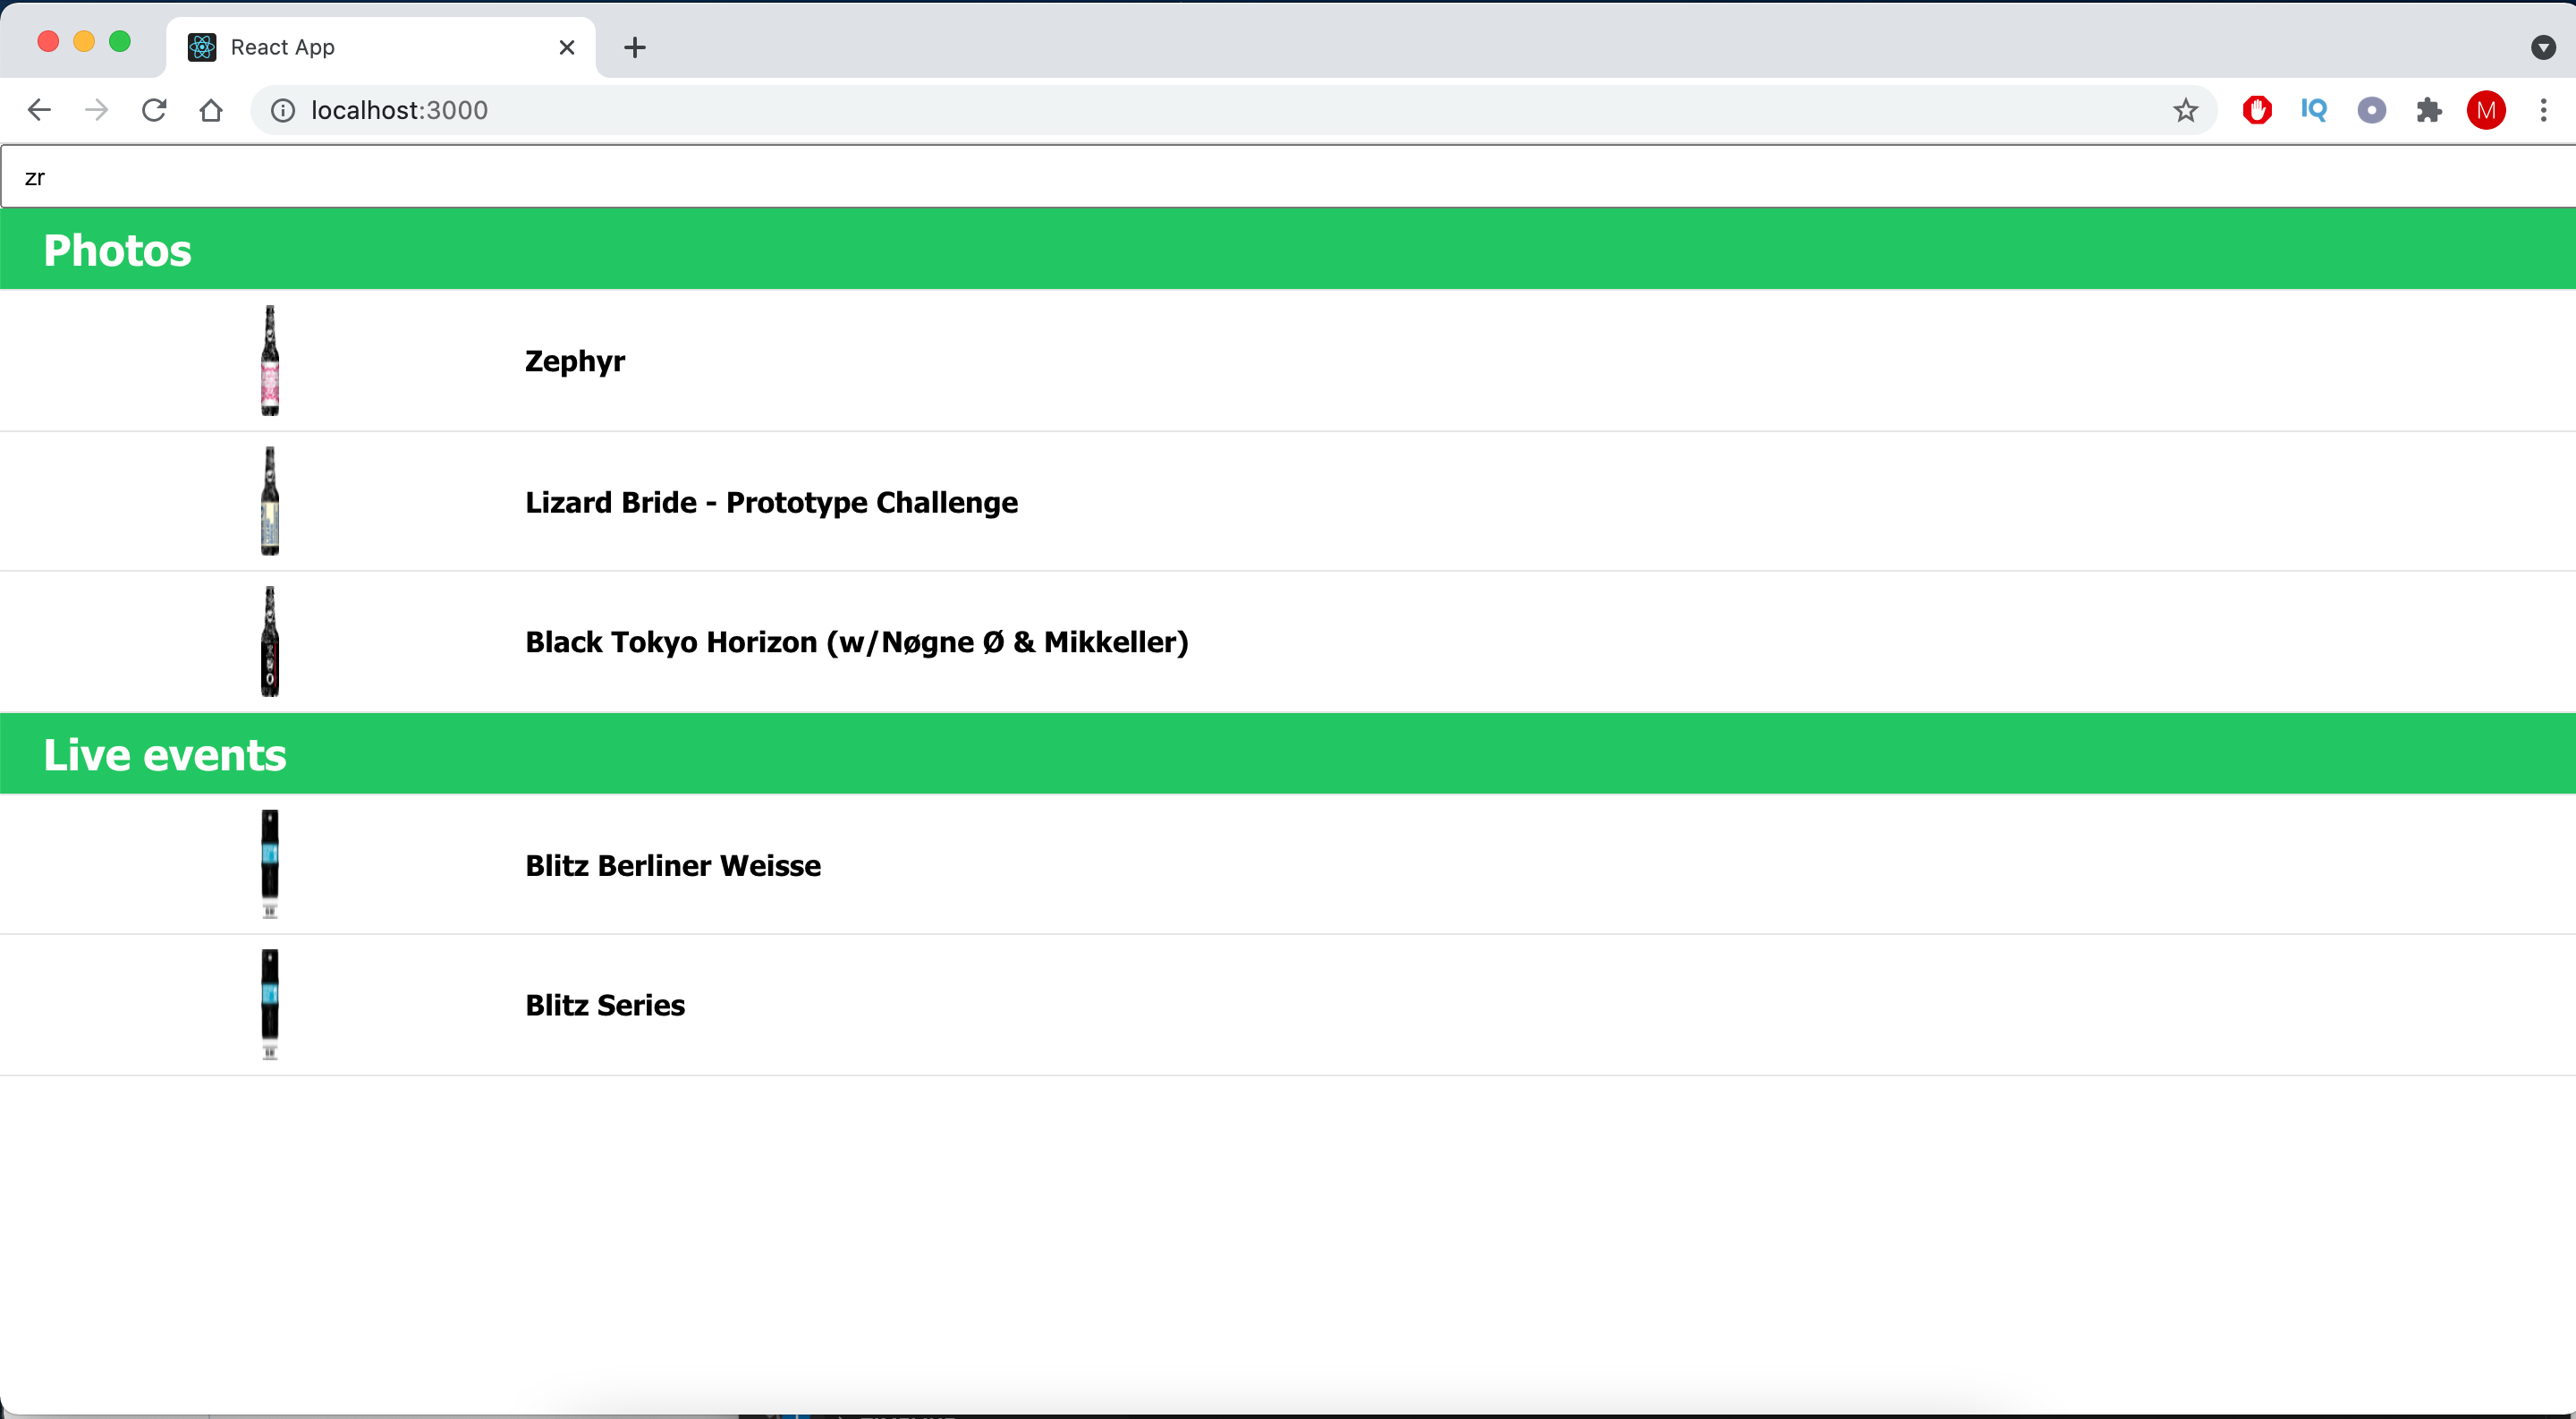 React App
localhost:3000
IQ
M
zr
Photos
Zephyr
Lizard Bride - Prototype Challenge
Black Tokyo Horizon (w/Nøgne Ø & Mikkeller)
Live events
Blitz Berliner Weisse
Blitz Series